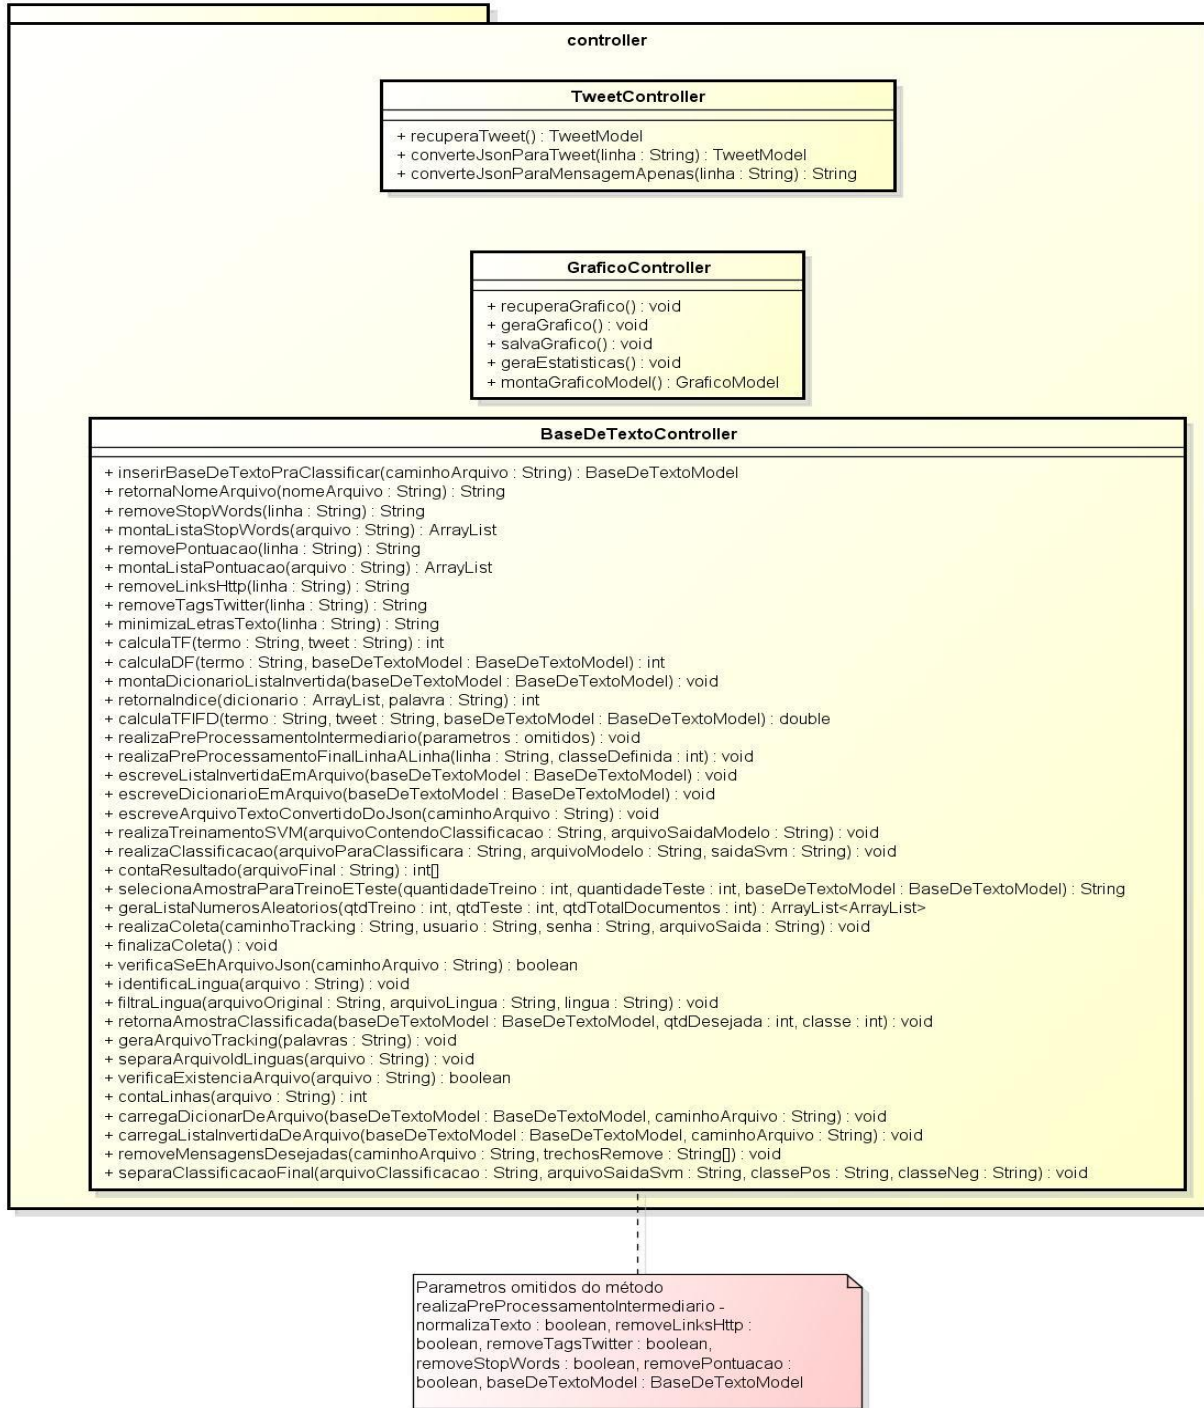 controller
TweetController
+ recuperaTweet() : TweetModel
+ converteJsonParaTweet(linha : String) : TweetModel
+ converteJsonParaMensagemApenas(linha : String) : String
GraficoController
+ recuperaGrafico() : void
+ geraGrafico() : void
+ salvaGrafico() : void
+ geraEstatisticas() : void
+ montaGraficoModel() : GraficoModel
BaseDeTextoController
+ inserirBaseDeTextoPraClassificar(caminhoArquivo : String) : BaseDeTextoModel
+ retornaNomeArquivo(nomeArquivo : String) : String
+ removeStopWords(linha : String) : String
+ montaListaStopWords(arquivo : String) : ArrayList
+ removePontuacao(linha : String) : String
+ montaListaPontuacao(arquivo : String) : ArrayList
+ removeLinksHttp(linha : String) : String
+ removeTagsTwitter(linha : String) : String
+ minimizaLetrasTexto(linha : String) : String
+ calculaTF(termo : String, tweet : String) : int
+ calculaDF(termo : String, baseDeTextoModel : BaseDeTextoModel) : int
+ montaDicionarioListaInvertida(baseDeTextoModel : BaseDeTextoModel) : void
+ retornaIndice(dicionario : ArrayList, palavra : String) : int
+ calculaTFIFD(termo : String, tweet : String, baseDeTextoModel : BaseDeTextoModel) : double
+ realizaPreProcessamentoIntermediario(parametros : omitidos) : void
+ realizaPreProcessamentoFinalLinhaALinha(linha : String, classeDefinida : int) : void
+ escreveListaInvertidaEmArquivo(baseDeTextoModel : BaseDeTextoModel) : void
+ escreveDicionarioEmArquivo(baseDeTextoModel : BaseDeTextoModel) : void
+ escreveArquivoTextoConvertidoDoJson(caminhoArquivo : String) : void
+ realizaTreinamentoSVM(arquivoContendoClassificacao : String, arquivoSaidaModelo : String) : void
+ realizaClassificacao(arquivoParaClassificara : String, arquivoModelo : String, saidaSvm : String) : void
+ contaResultado(arquivoFinal : String) : int[]
+ selecionaAmostraParaTreinoETeste(quantidadeTreino : int, quantidadeTeste : int, baseDeTextoModel : BaseDeTextoModel) : String
+ geraListaNumerosAleatorios(qtdTreino : int, qtdTeste : int, qtdTotalDocumentos : int) : ArrayList<ArrayList>
+ realizaColeta(caminhoTracking : String, usuario : String, senha : String, arquivoSaida : String) : void
+ finalizaColeta() : void
+ verificaSeEhArquivoJson(caminhoArquivo : String) : boolean
+ identificaLingua(arquivo : String) : void
+ filtraLingua(arquivoOriginal : String, arquivoLingua : String, lingua : String) : void
+ retornaAmostraClassificada(baseDeTextoModel : BaseDeTextoModel, qtdDesejada : int, classe : int) : void
+ geraArquivoTracking(palavras : String) : void
+ separaArquivoIdLinguas(arquivo : String) : void
+ verificaExistenciaArquivo(arquivo : String) : boolean
+ contaLinhas(arquivo : String) : int
+ carregaDicionarDeArquivo(baseDeTextoModel : BaseDeTextoModel, caminhoArquivo : String) : void
+ carregaListaInvertidaDeArquivo(baseDeTextoModel : BaseDeTextoModel, caminhoArquivo : String) : void
+ removeMensagensDesejadas(caminhoArquivo : String, trechosRemove : String[]) : void
+ separaClassificacaoFinal(arquivoClassificacao : String, arquivoSaidaSvm : String, classePos : String, classeNeg : String) : void
Parametros omitidos do método
realizaPreProcessamentoIntermediario -
normalizaTexto : boolean, removeLinksHttp :
boolean, removeTagsTwitter : boolean,
removeStopWords : boolean, removePontuacao :
boolean, baseDeTextoModel : BaseDeTextoModel